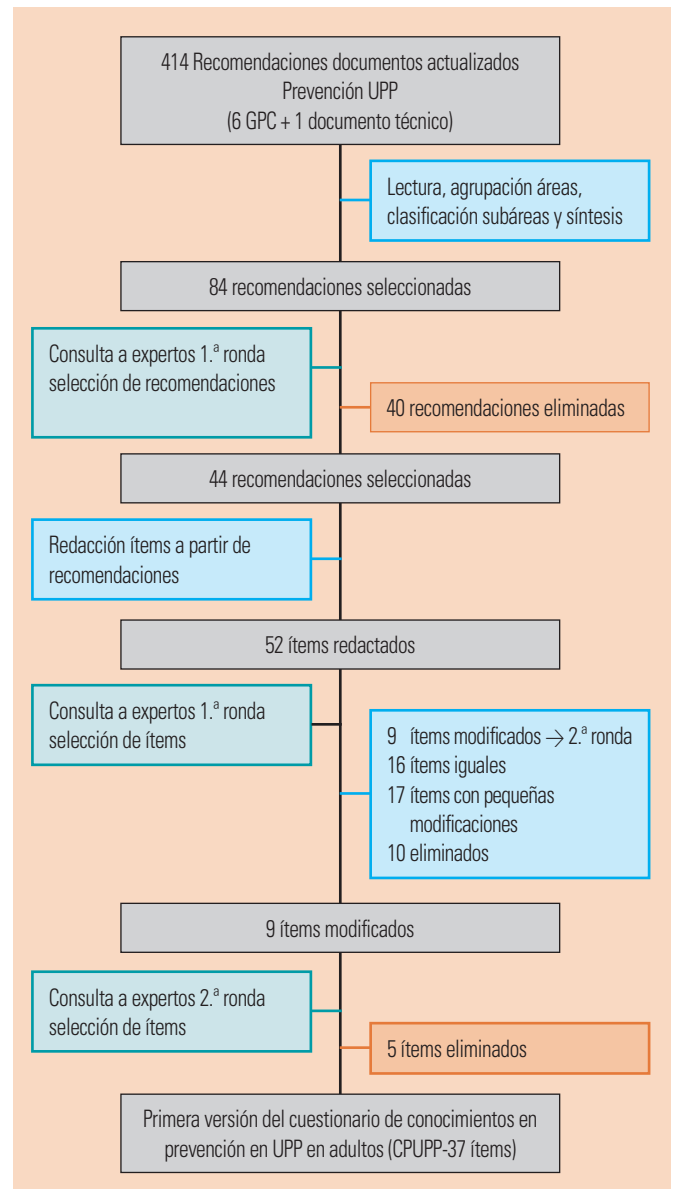 414 Recomendaciones documentos actualizados
Prevención UPP
(6 GPC + 1 documento técnico)
Lectura, agrupación áreas,
clasificación subáreas y síntesis
84 recomendaciones seleccionadas
Consulta a expertos 1.ª ronda
selección de recomendaciones
40 recomendaciones eliminadas
44 recomendaciones seleccionadas
Redacción ítems a partir de
recomendaciones
52 ítems redactados
Consulta a expertos 1.ª ronda
selección de ítems
9 ítems modificados → 2.ª ronda
16 ítems iguales
17 ítems con pequeñas
modificaciones
10 eliminados
9 ítems modificados
Consulta a expertos 2.ª ronda
selección de ítems
5 ítems eliminados
Primera versión del cuestionario de conocimientos en
prevención en UPP en adultos (CPUPP-37 ítems)